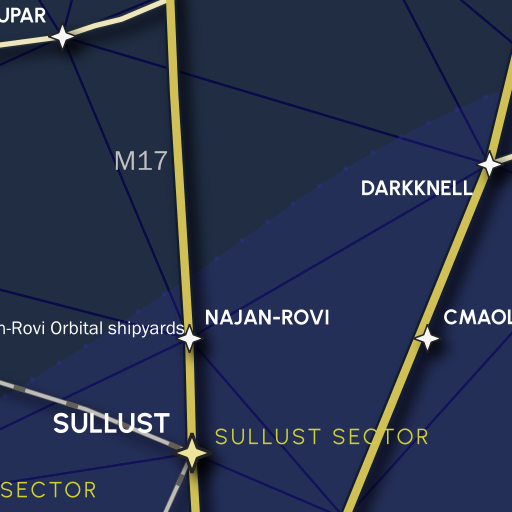 UPAR
M17
DARKKNELL
NAJAN-ROVI
CMAOL
n-Rovi Orbital shipyards
SULLUST
SULLUST SECTOR
SECTOR